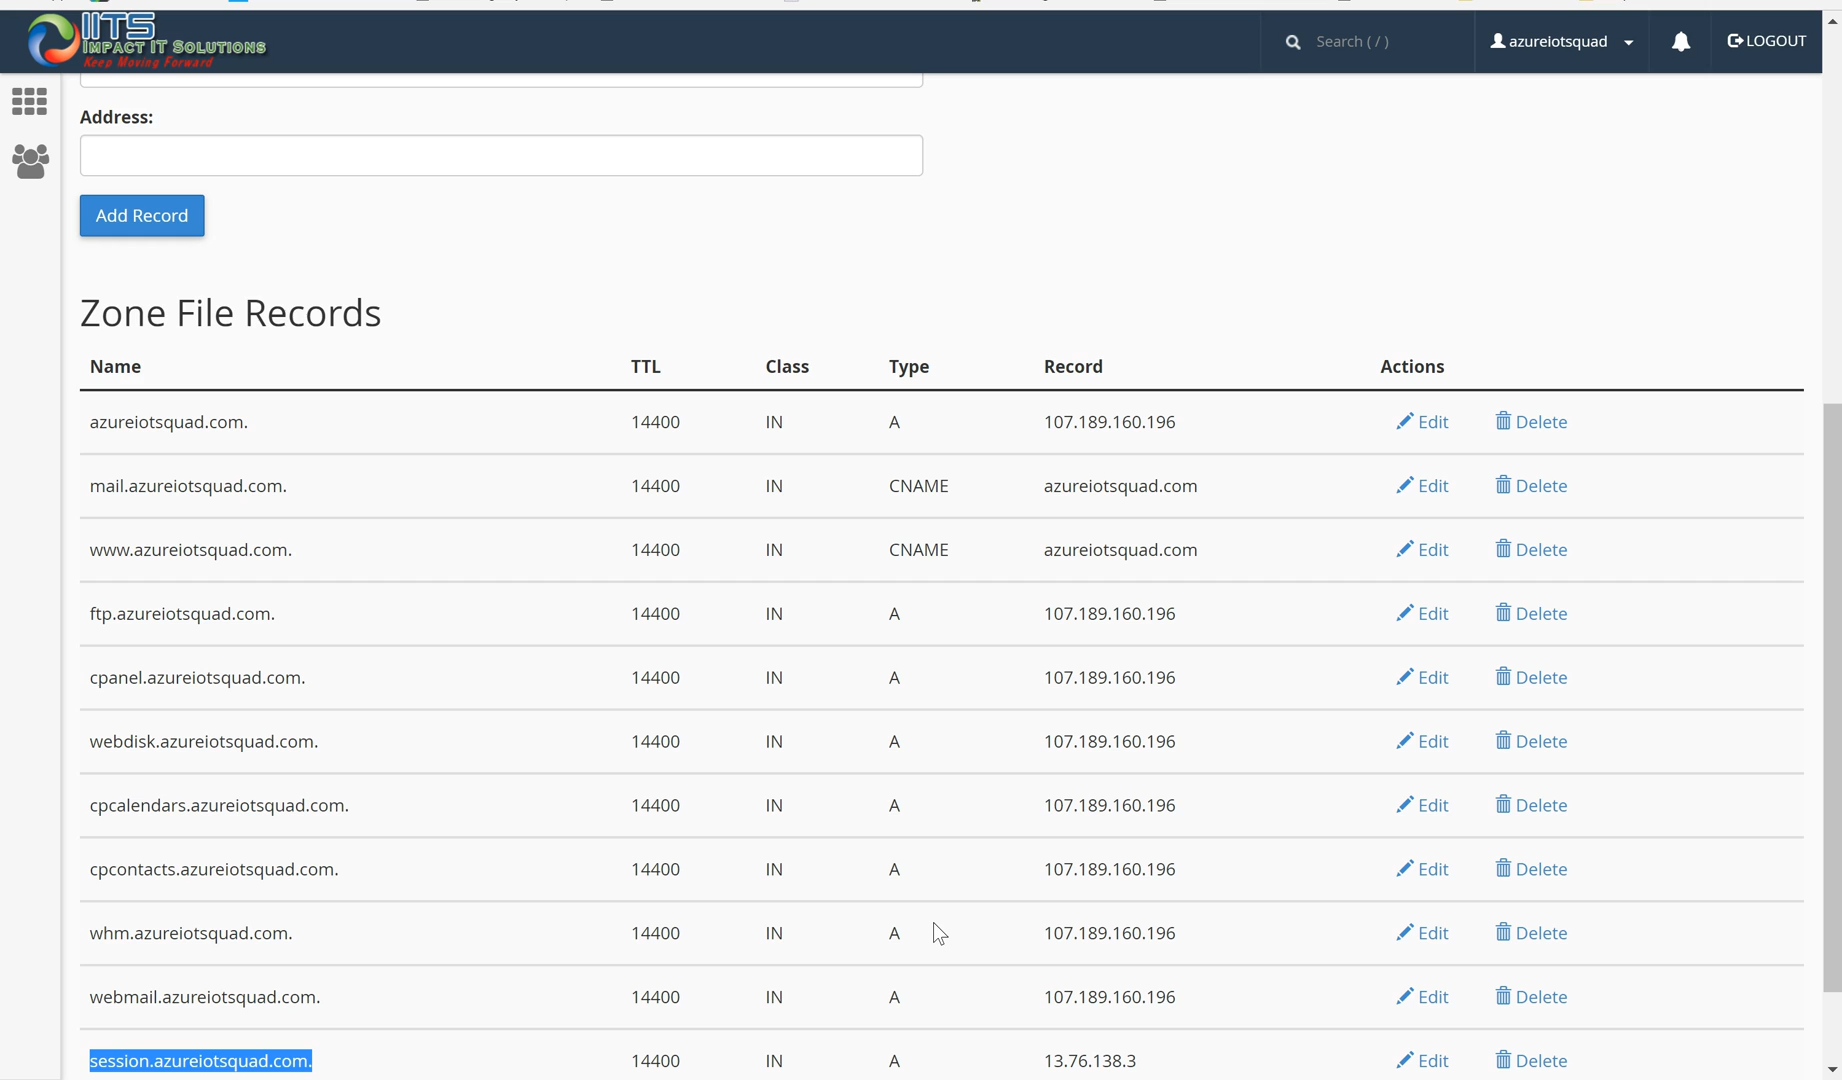 IITS
IMPACT IT SOLUTIONS
Keep Moving Forward
Search ( / )
azureiotsquad
LOGOUT
Address:
Add Record
Zone File Records
Name TTL Class Type Record Actions
azureiotsquad.com. 14400 IN A 107.189.160.196 Edit Delete
mail.azureiotsquad.com. 14400 IN CNAME azureiotsquad.com Edit Delete
www.azureiotsquad.com. 14400 IN CNAME azureiotsquad.com Edit Delete
ftp.azureiotsquad.com. 14400 IN A 107.189.160.196 Edit Delete
cpanel.azureiotsquad.com. 14400 IN A 107.189.160.196 Edit Delete
webdisk.azureiotsquad.com. 14400 IN A 107.189.160.196 Edit Delete
cpcalendars.azureiotsquad.com. 14400 IN A 107.189.160.196 Edit Delete
cpcontacts.azureiotsquad.com. 14400 IN A 107.189.160.196 Edit Delete
whm.azureiotsquad.com. 14400 IN A 107.189.160.196 Edit Delete
webmail.azureiotsquad.com. 14400 IN A 107.189.160.196 Edit Delete
session.azureiotsquad.com. 14400 IN A 13.76.138.3 Edit Delete